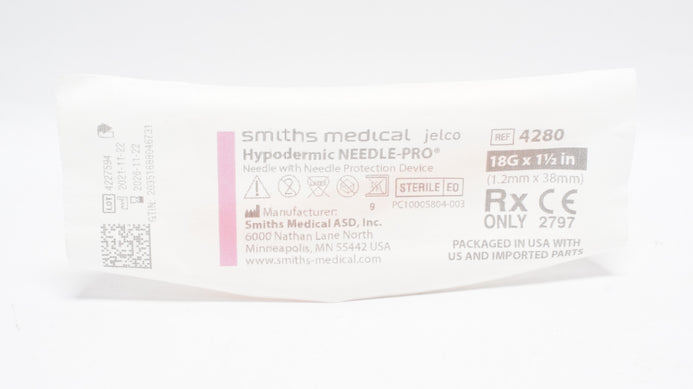 smiths medical jelco
Hypodermic NEEDLE-PRO®
Needle with Needle Protection Device
STERILE EO
9
PC10005804-003
Manufacturer:
Smiths Medical ASD, Inc.
6000 Nathan Lane North
Minneapolis, MN 55442 USA
www.smiths-medical.com
REF 4280
18G x 1½ in
(1.2mm x 38mm)
Rx ONLY
CE 2797
PACKAGED IN USA WITH
US AND IMPORTED PARTS
LOT 4227594
2021-11-22
2026-11-22